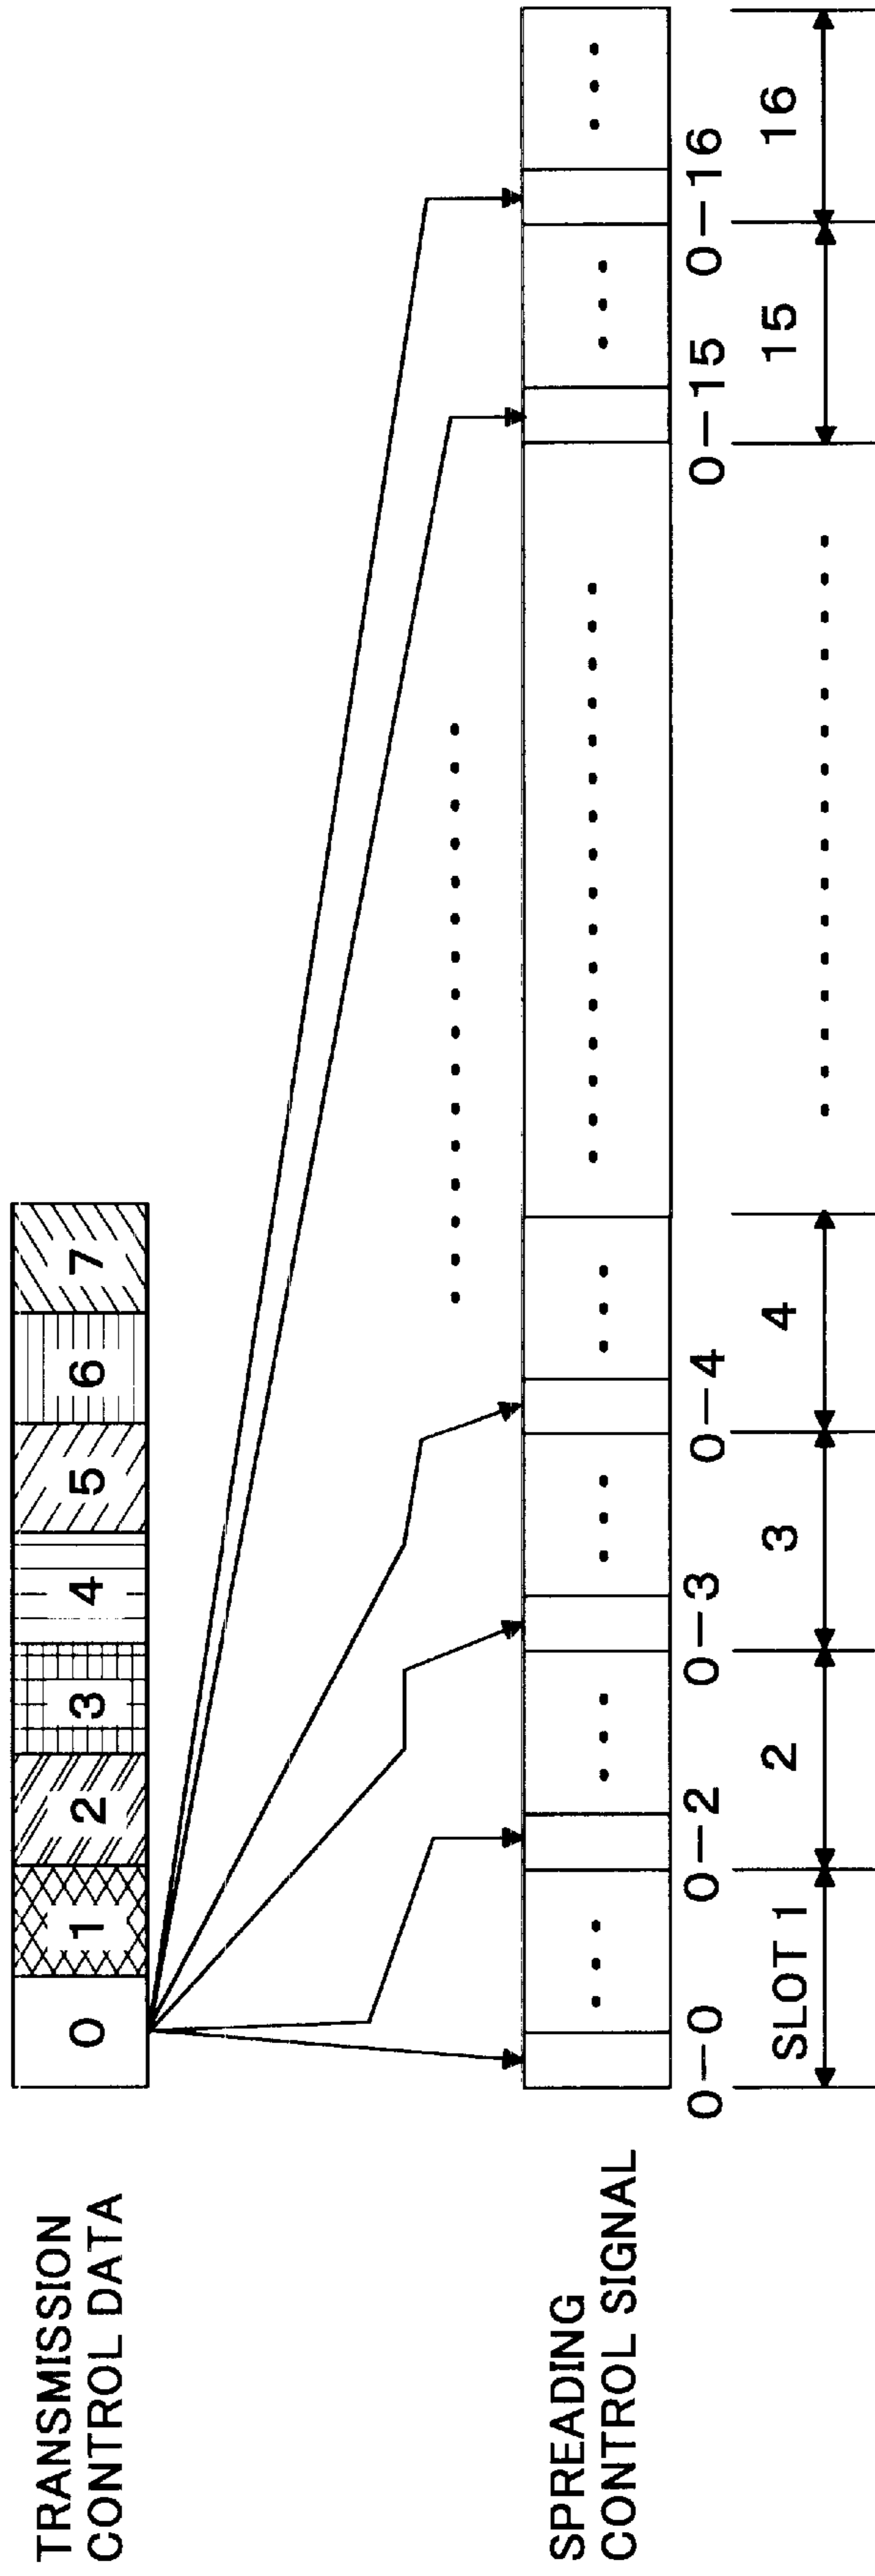 TRANSMISSION
CONTROL DATA
0 1 2 3 4 5 6 7
SPREADING
CONTROL SIGNAL
0-0 0-2 0-3 0-4 0-15 0-16
SLOT 1 2 3 4 15 16